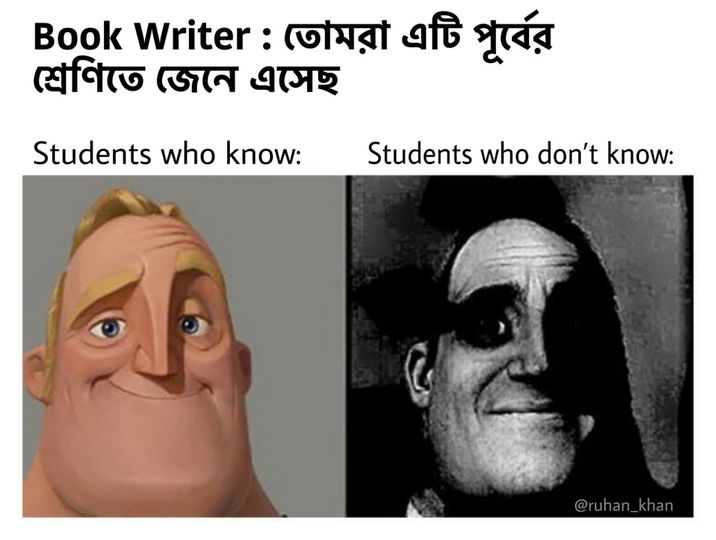 Book Writer : তোমরা এটি পূর্বের
শ্রেণিতে জেনে এসেছ
Students who know:
Students who don't know:
@ruhan_khan